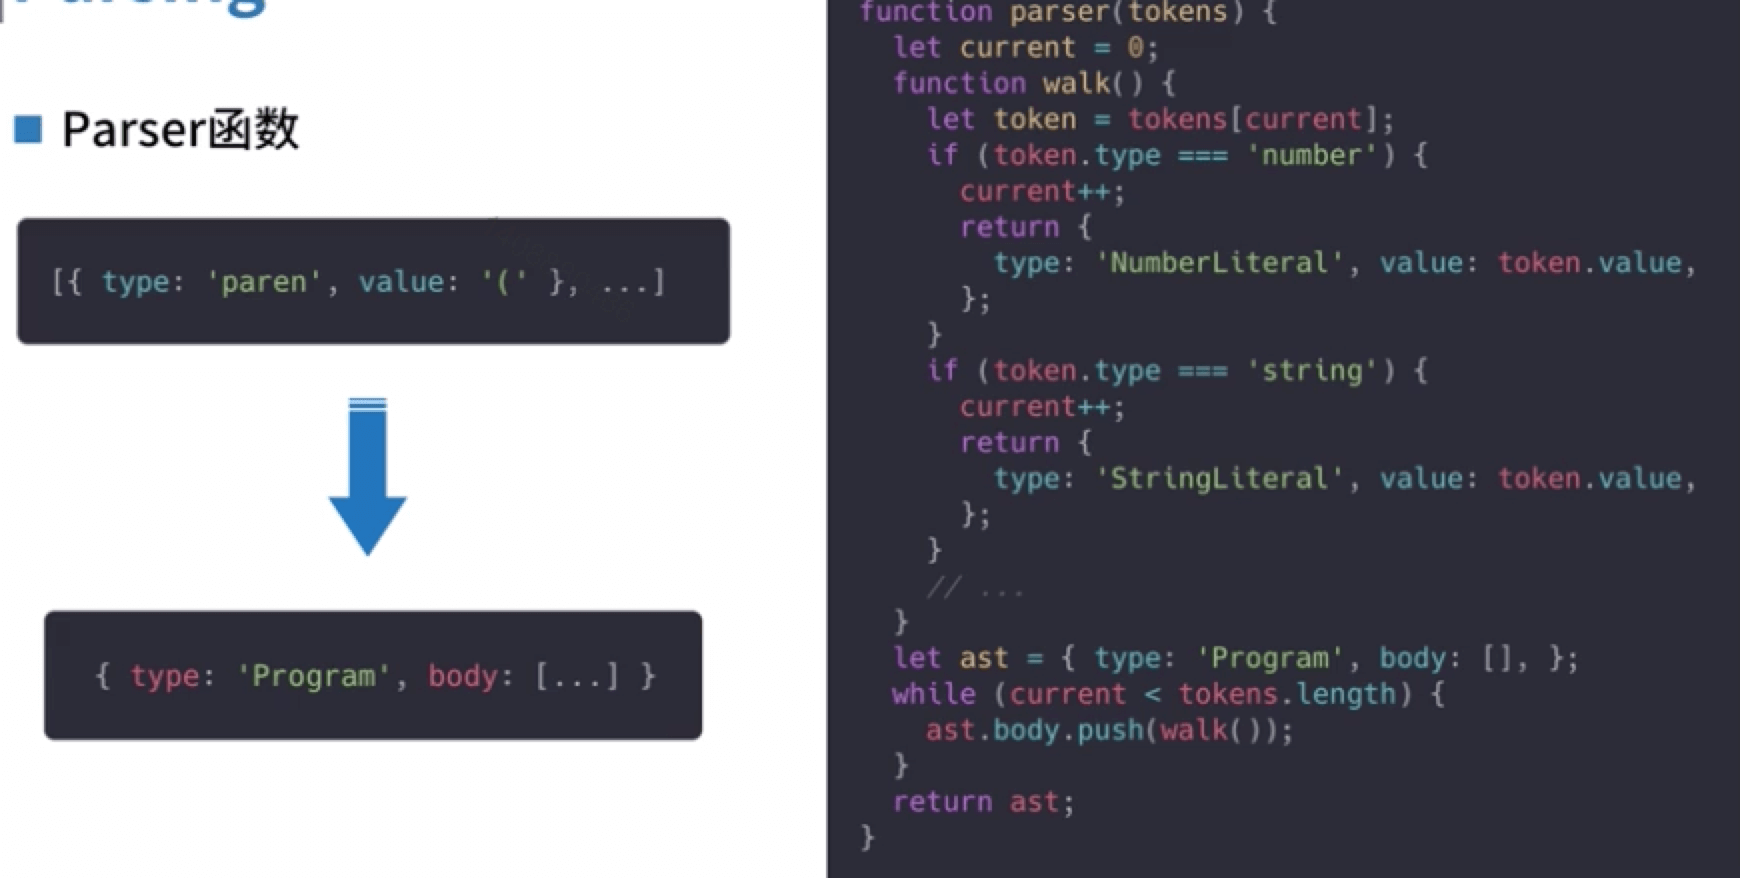 Parsing
Parser函数
[{ type: 'paren', value: '(' }, ...]
{ type: 'Program', body: [...] }
function parser(tokens) {
let current = 0;
function walk() {
let token = tokens[current];
if (token.type === 'number') {
current++;
return {
type: 'NumberLiteral', value: token.value,
};
}
if (token.type === 'string') {
current++;
return {
type: 'StringLiteral', value: token.value,
};
}
// ...
}
let ast = { type: 'Program', body: [], };
while (current < tokens.length) {
ast.body.push(walk());
}
return ast;
}